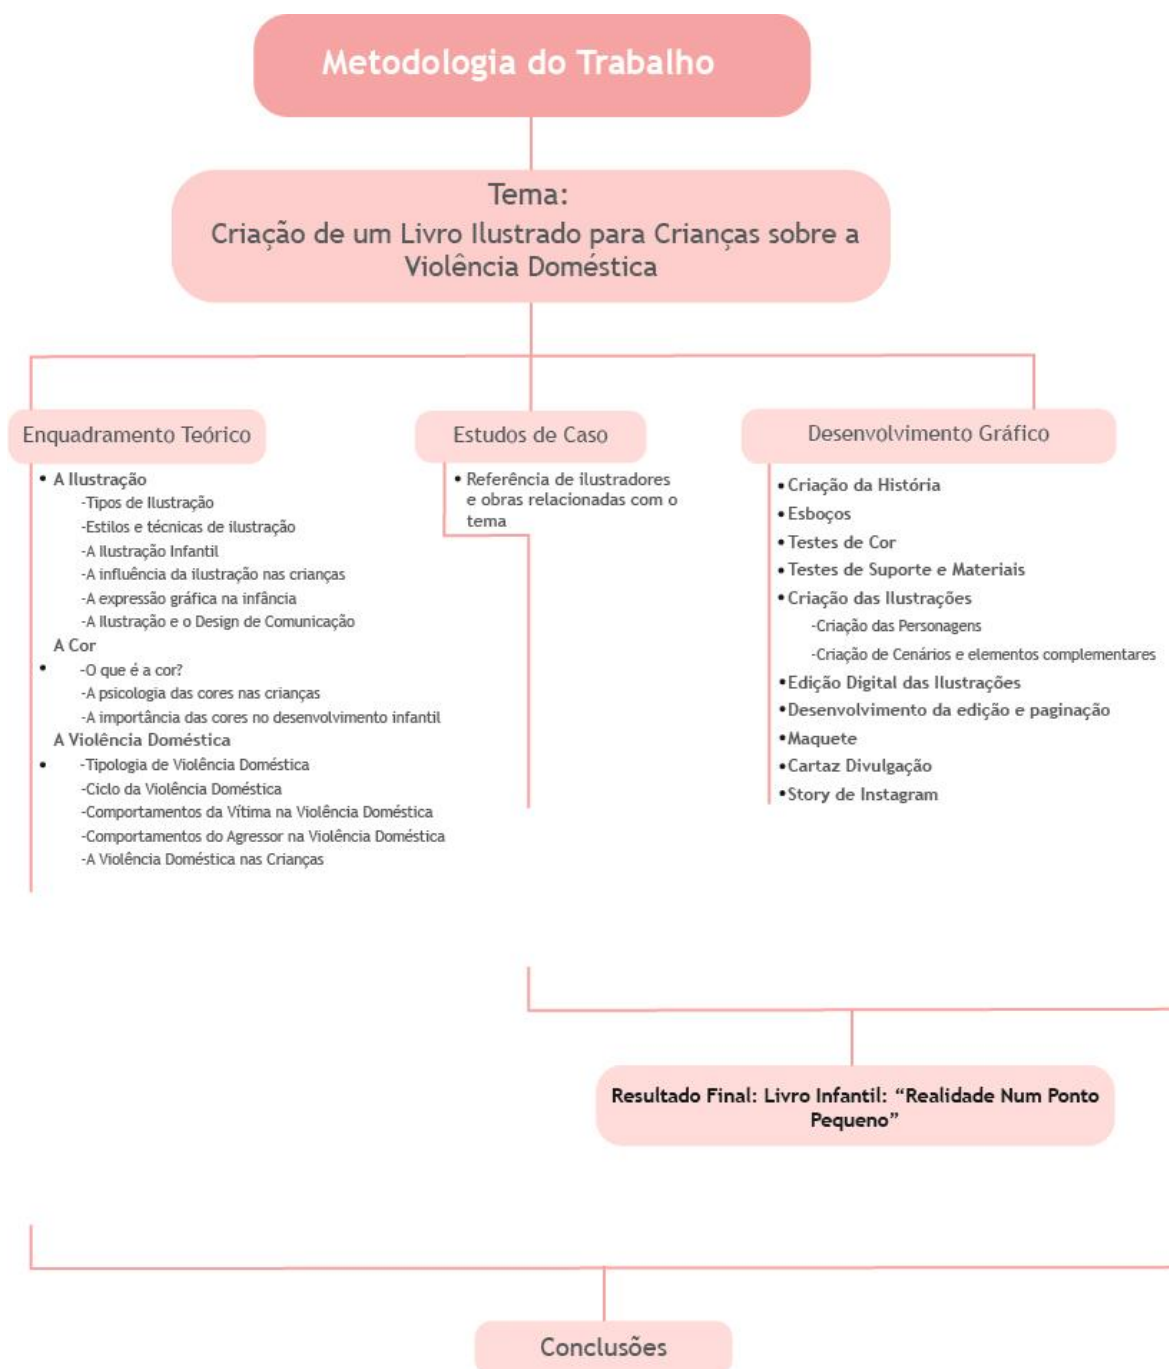 Metodologia do Trabalho
Tema:
Criação de um Livro Ilustrado para Crianças sobre a
Violência Doméstica
Enquadramento Teórico
• A Ilustração
-Tipos de Ilustração
-Estilos e técnicas de ilustração
-A Ilustração Infantil
-A influência da ilustração nas crianças
-A expressão gráfica na infância
-A Ilustração e o Design de Comunicação
A Cor
• -O que é a cor?
-A psicologia das cores nas crianças
-A importância das cores no desenvolvimento infantil
A Violência Doméstica
• -Tipologia de Violência Doméstica
-Ciclo da Violência Doméstica
-Comportamentos da Vítima na Violência Doméstica
-Comportamentos do Agressor na Violência Doméstica
-A Violência Doméstica nas Crianças
Estudos de Caso
• Referência de ilustradores
e obras relacionadas com o
tema
Desenvolvimento Gráfico
• Criação da História
• Esboços
• Testes de Cor
• Testes de Suporte e Materiais
• Criação das Ilustrações
-Criação das Personagens
-Criação de Cenários e elementos complementares
• Edição Digital das Ilustrações
• Desenvolvimento da edição e paginação
• Maquete
• Cartaz Divulgação
• Story de Instagram
Resultado Final: Livro Infantil: “Realidade Num Ponto
Pequeno”
Conclusões